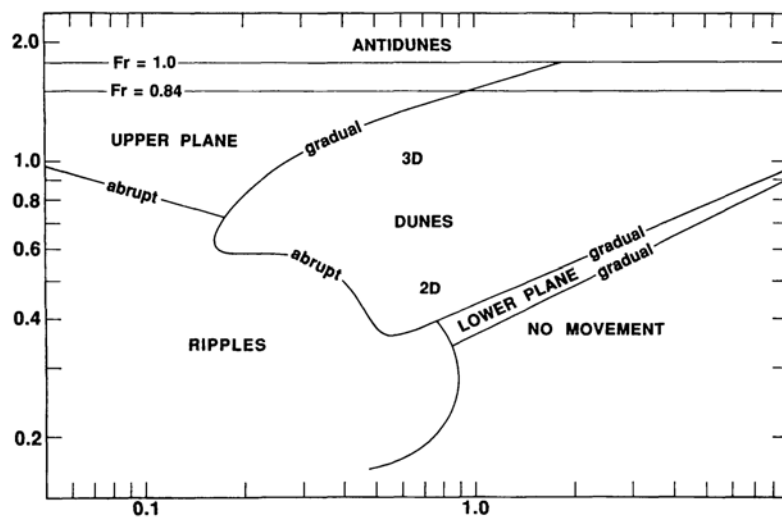 ANTIDUNES
2.0
Fr = 1.0
Fr = 0.84
UPPER PLANE
gradual
3D
1.0
abrupt
0.8
DUNES
0.6
abrupt
gradual
gradual
2D
LOWER PLANE
0.4
NO MOVEMENT
RIPPLES
0.2
0.1
1.0